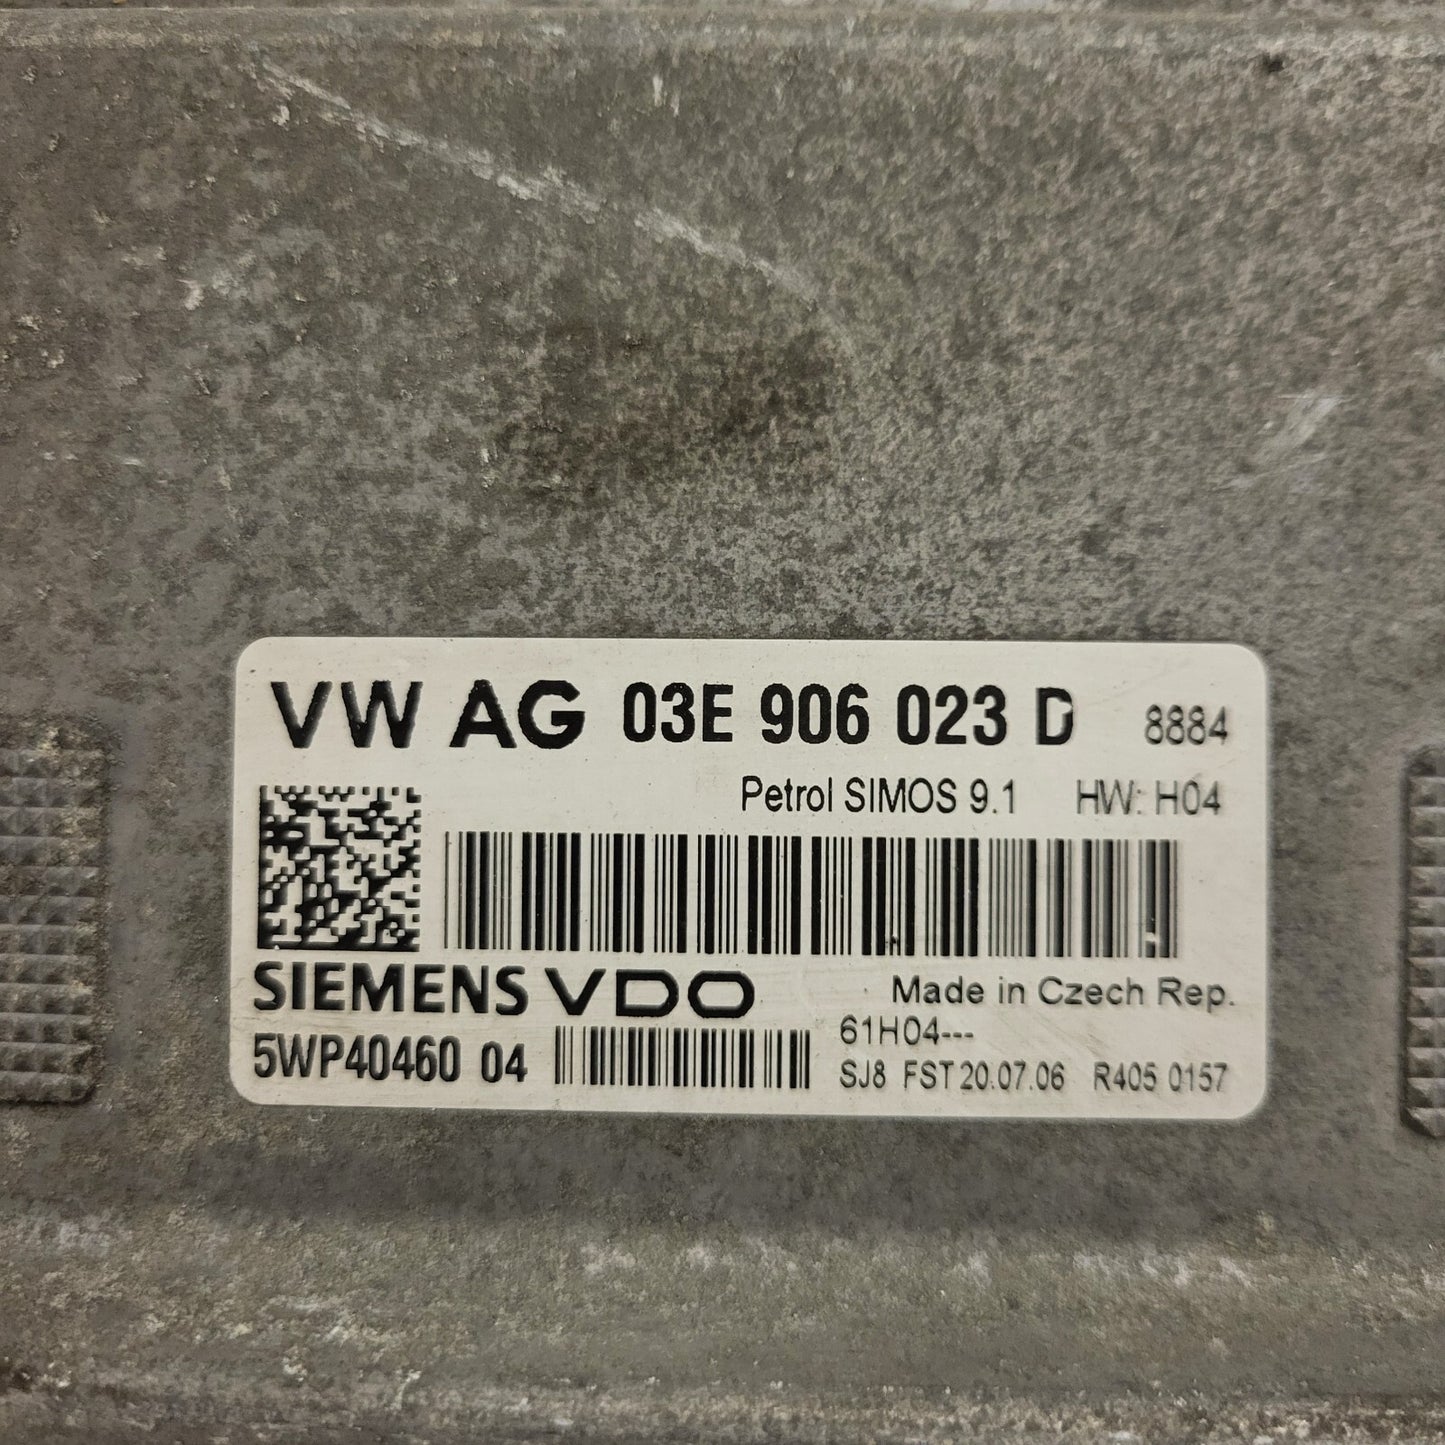 VW AG 03E 906 023 D 8884
Petrol SIMOS 9.1 HW: H04
SIEMENS VDO
Made in Czech Rep.
5WP40460 04
61H04---
SJ8 FST 20.07.06 R405 0157